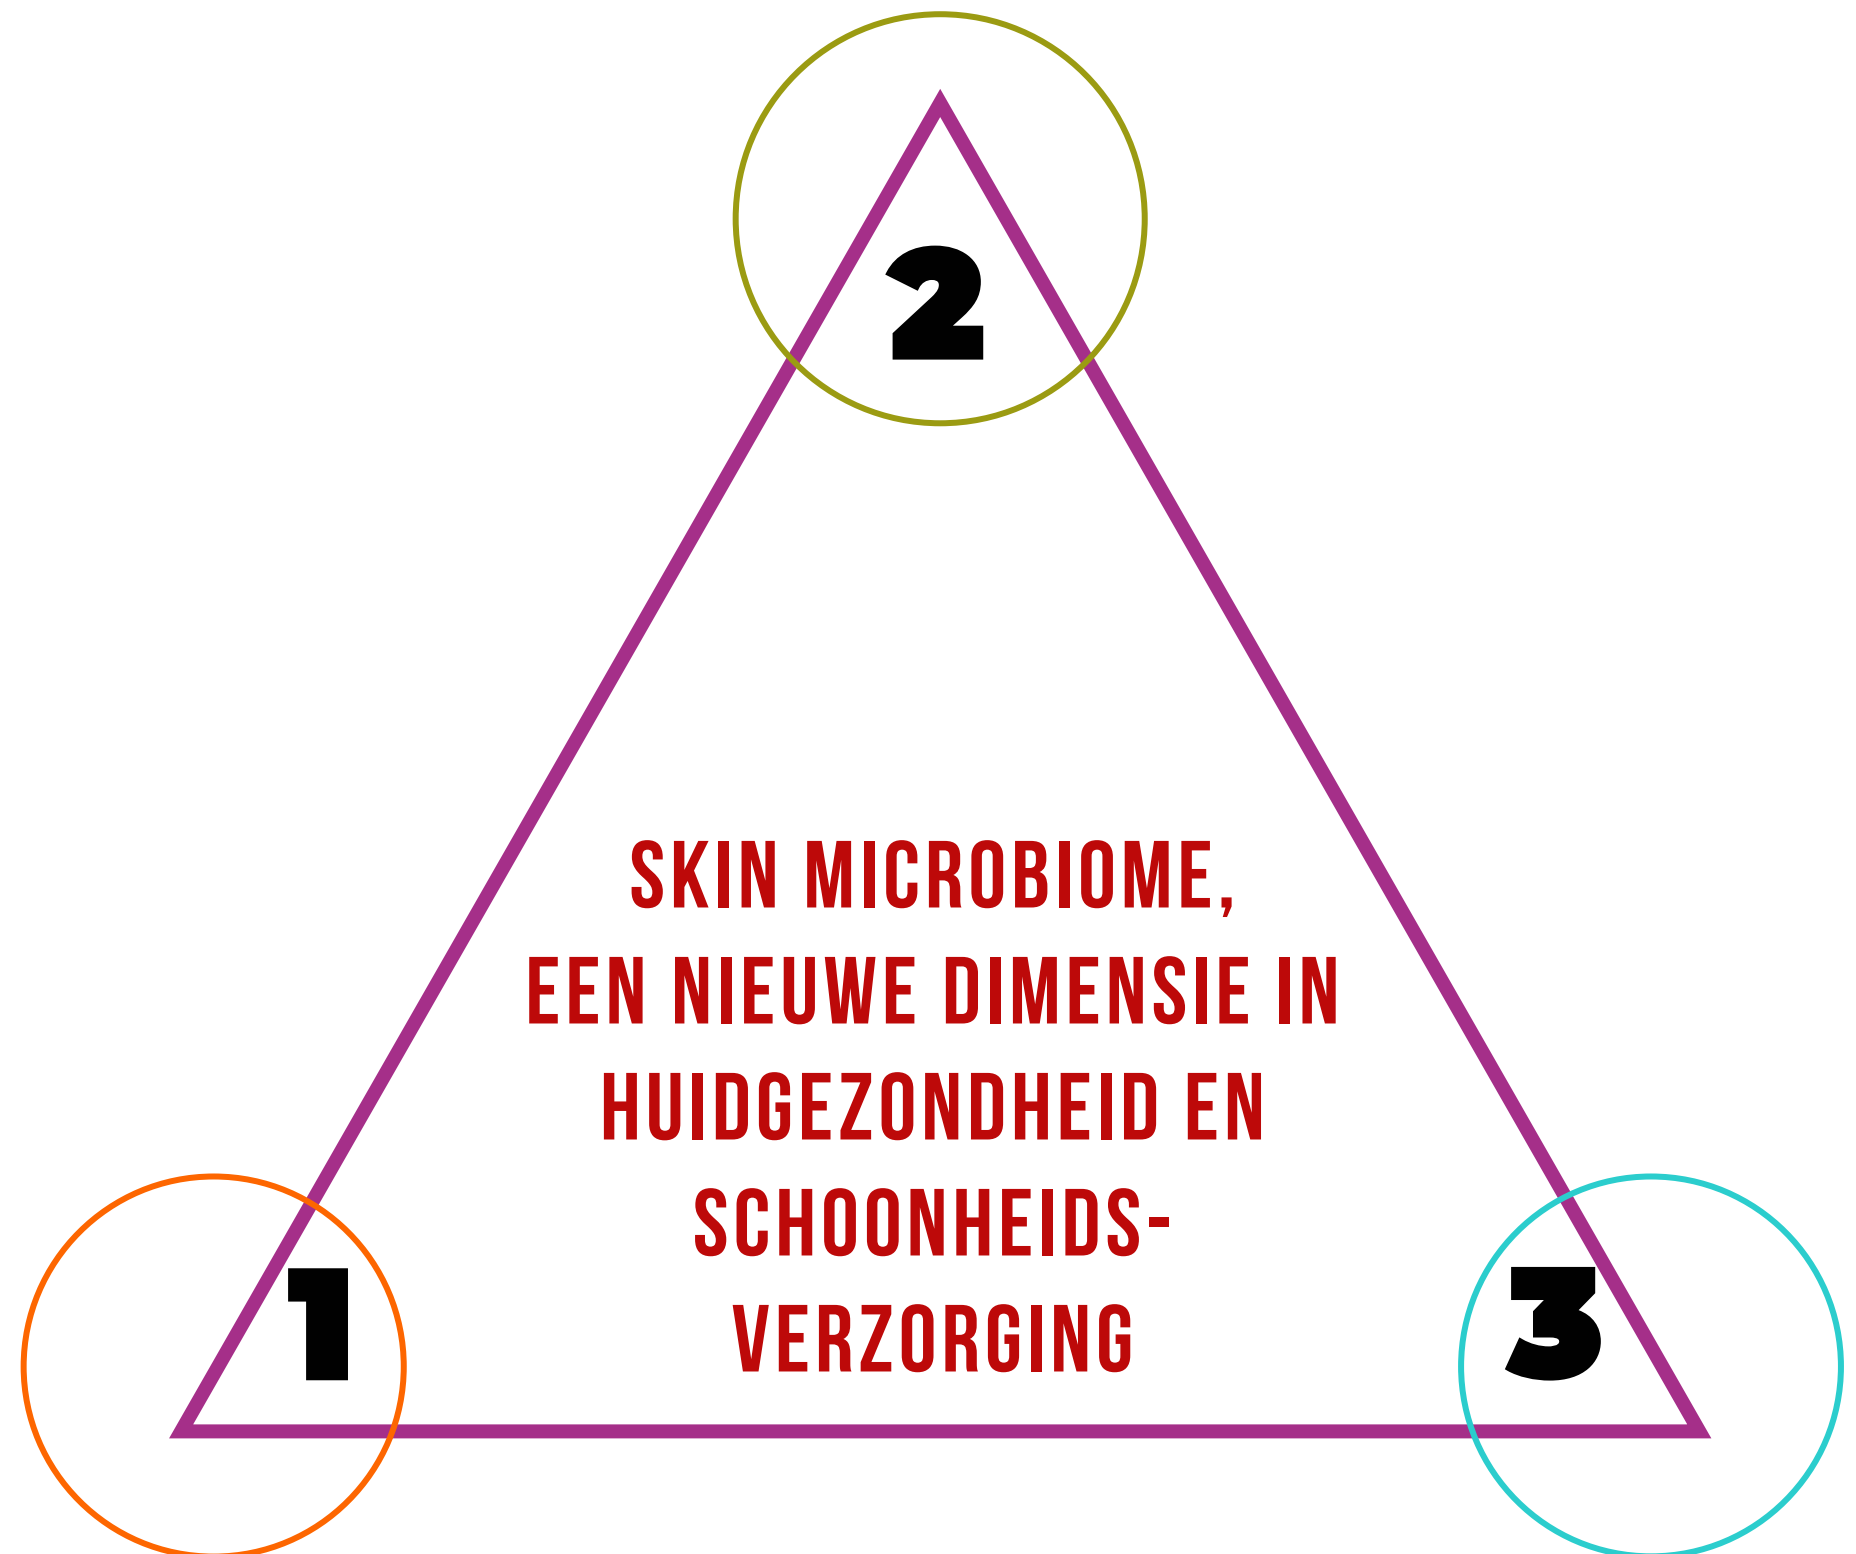 2
SKIN MICROBIOME,
EEN NIEUWE DIMENSIE IN
HUIDGEZONDHEID EN
SCHOONHEIDS-
VERZORGING
1
3